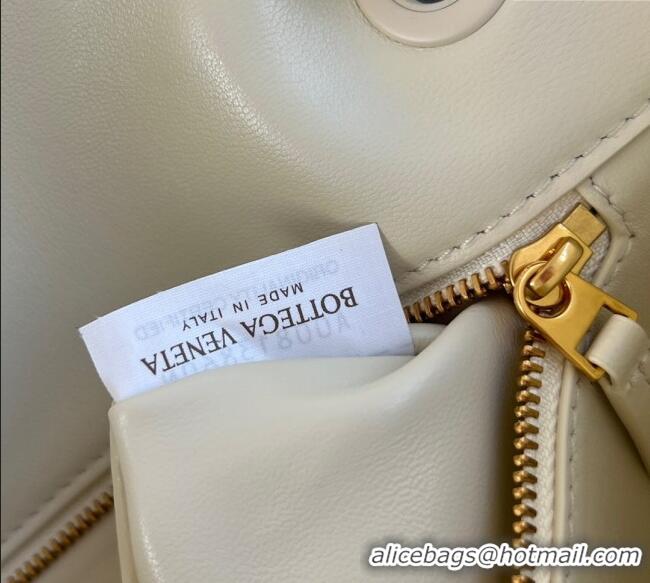 BOTTEGA VENETA
MADE IN ITALY
alicebags@hotmail.com